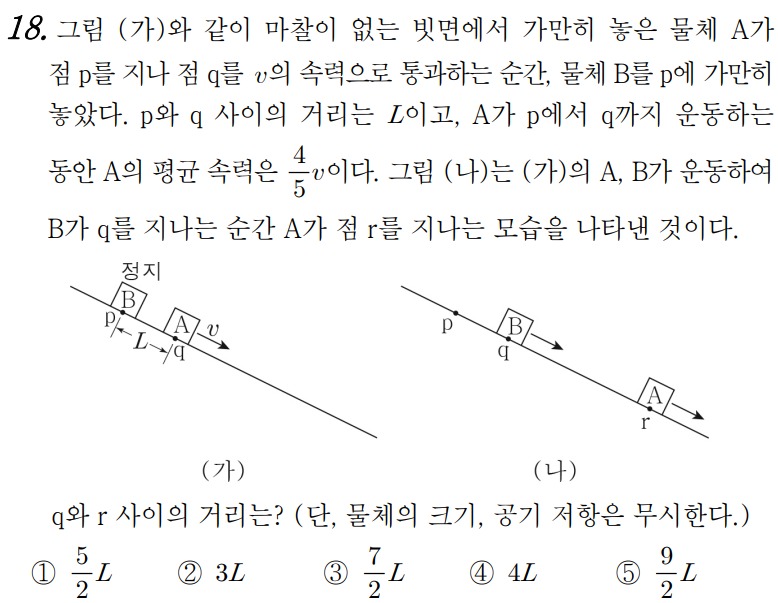 18. 그림 (가)와 같이 마찰이 없는 빗면에서 가만히 놓은 물체 A가
점 p를 지나 점 q를 v의 속력으로 통과하는 순간, 물체 B를 p에 가만히
놓았다. p와 q 사이의 거리는 L이고, A가 p에서 q까지 운동하는
동안 A의 평균 속력은 4/5 v이다. 그림 (나)는 (가)의 A, B가 운동하여
B가 q를 지나는 순간 A가 점 r를 지나는 모습을 나타낸 것이다.
정지
B
p
A
v
L
q
p
B
q
A
r
(가)
(나)
q와 r 사이의 거리는? (단, 물체의 크기, 공기 저항은 무시한다.)
① 5/2 L ② 3L ③ 7/2 L ④ 4L ⑤ 9/2 L